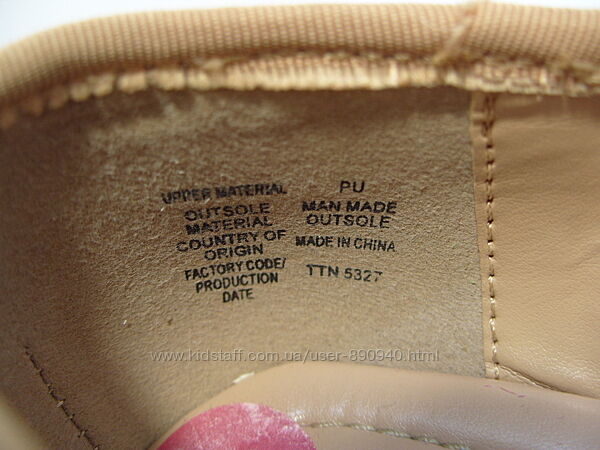 UPPER MATERIAL PU
OUTSOLE MAN MADE
MATERIAL OUTSOLE
COUNTRY OF MADE IN CHINA
ORIGIN
FACTORY CODE/ TTN 5327
PRODUCTION
DATE
www.kidstaff.com.ua/user-890940.html